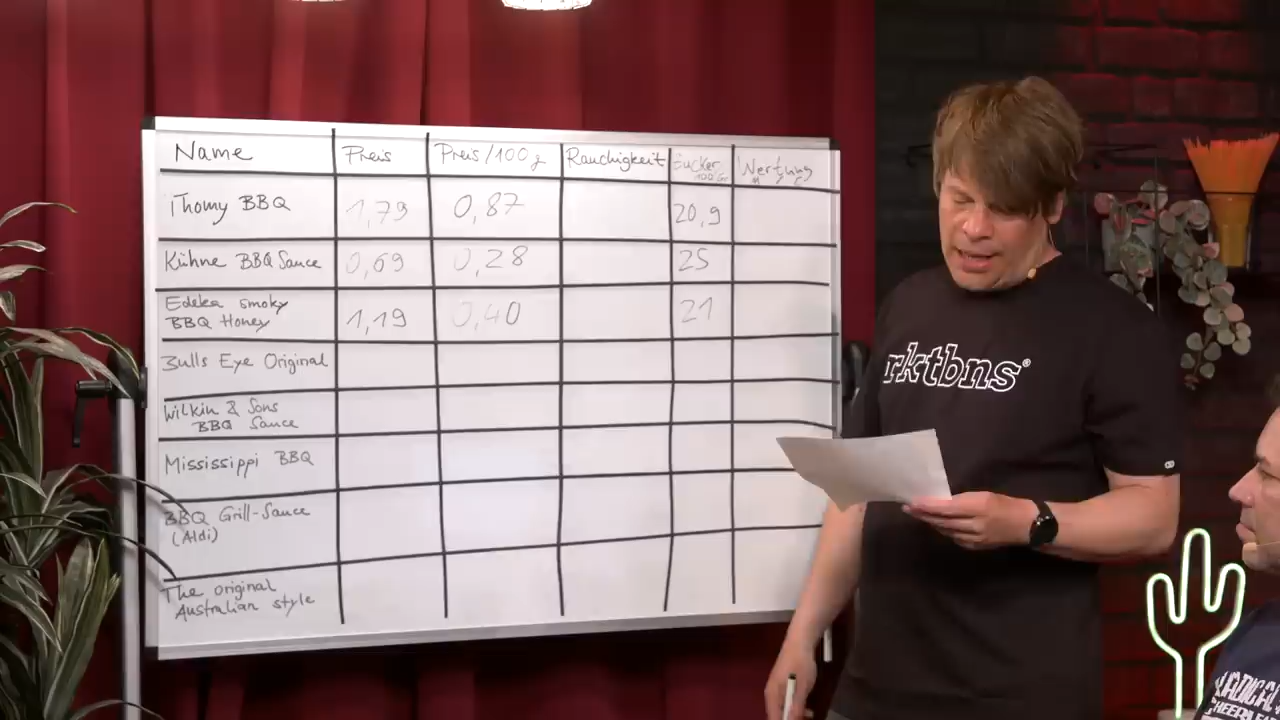 Name Preis Preis/100g Rauchigkeit Zucker Wertung
100 Gr M
Thomy BBQ 1,79 0,87 20,9
Kühne BBQ Sauce 0,69 0,28 25
Edeka smoky
BBQ Honey 1,19 0,40 21
Bulls Eye Original
Wilkin & Sons
BBQ Sauce
Mississippi BBQ
BBQ Grill-Sauce
(Aldi)
The original
Australian style
rktbns®